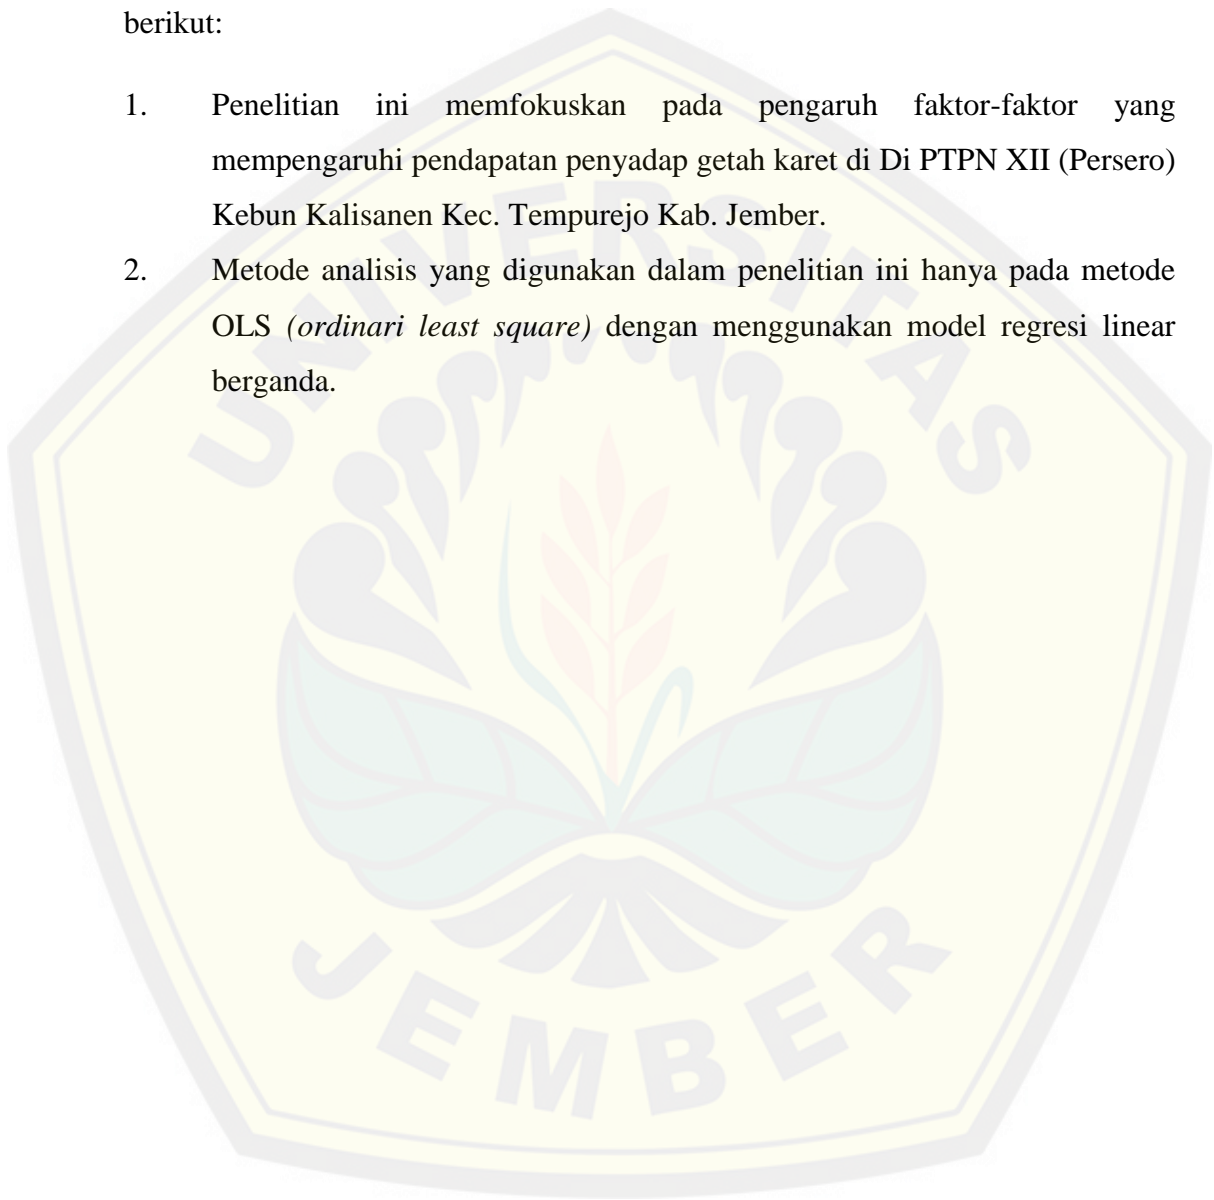 berikut:
1. Penelitian ini memfokuskan pada pengaruh faktor-faktor yang
mempengaruhi pendapatan penyadap getah karet di Di PTPN XII (Persero)
Kebun Kalisanen Kec. Tempurejo Kab. Jember.
2. Metode analisis yang digunakan dalam penelitian ini hanya pada metode
OLS (ordinari least square) dengan menggunakan model regresi linear
berganda.
UNIVERSITAS
JEMBER